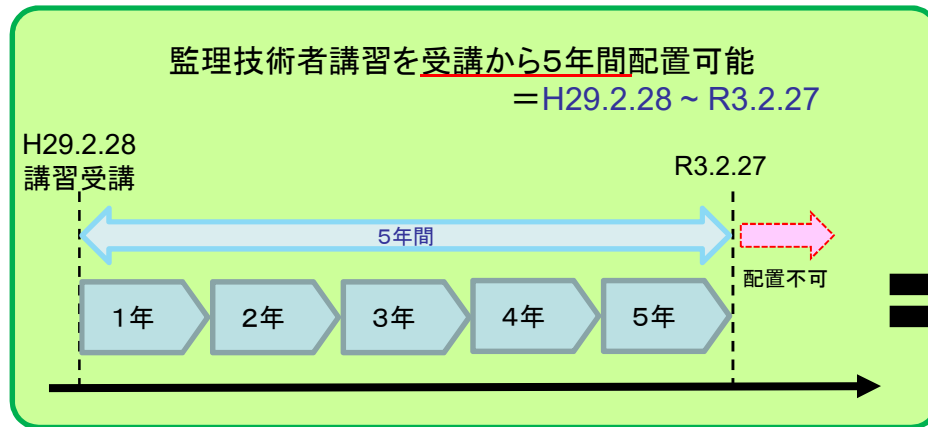 監理技術者講習を受講から5年間配置可能
＝H29.2.28 ~ R3.2.27
H29.2.28
講習受講
R3.2.27
5年間
配置不可
1年
2年
3年
4年
5年